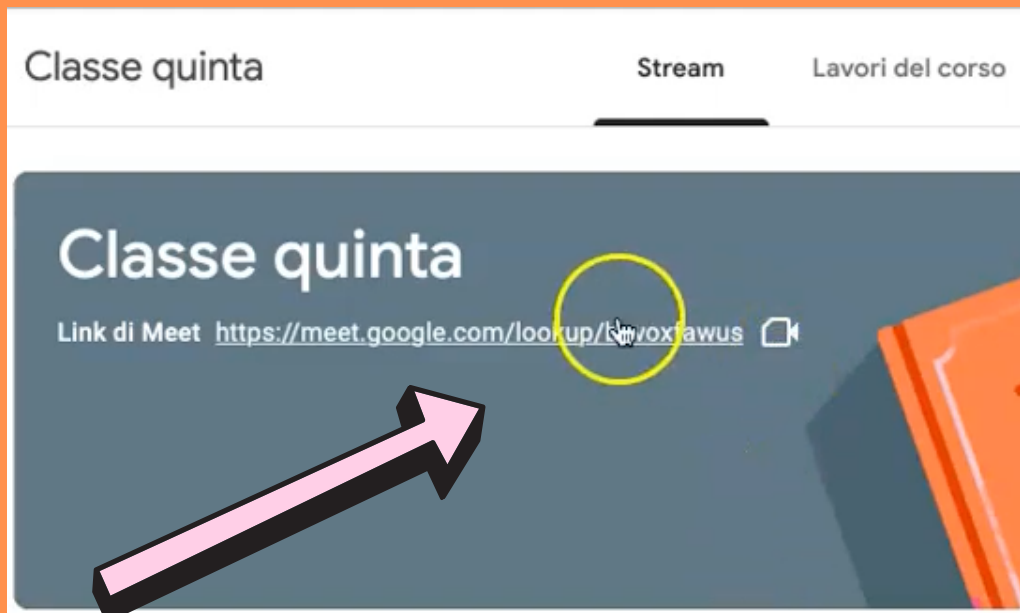 Classe quinta
Stream
Lavori del corso
Classe quinta
Link di Meet